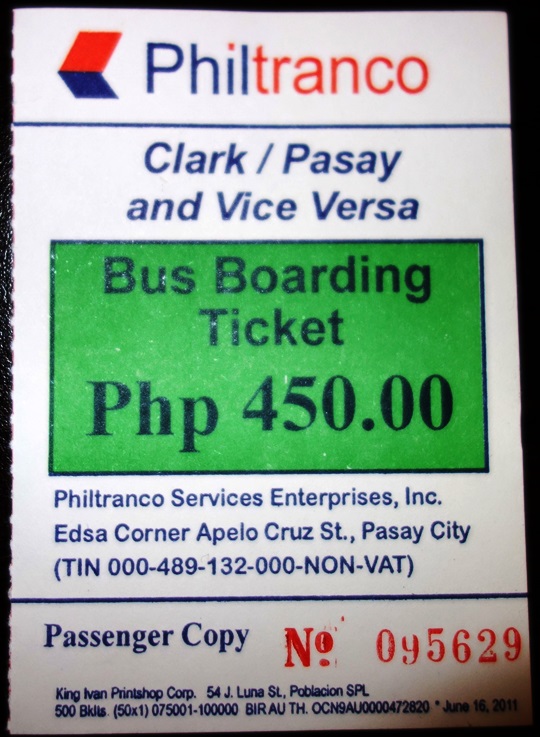 Philtranco
Clark / Pasay
and Vice Versa
Bus Boarding
Ticket
Php 450.00
Philtranco Services Enterprises, Inc.
Edsa Corner Apelo Cruz St., Pasay City
(TIN 000-489-132-000-NON-VAT)
Passenger Copy No. 095629
King Ivan Printshop Corp. 54 J. Luna St., Poblacion SPL
500 Bklts. (50x1) 075001-100000 BIR AU TH. OCN9AU0000472820 * June 16, 2011